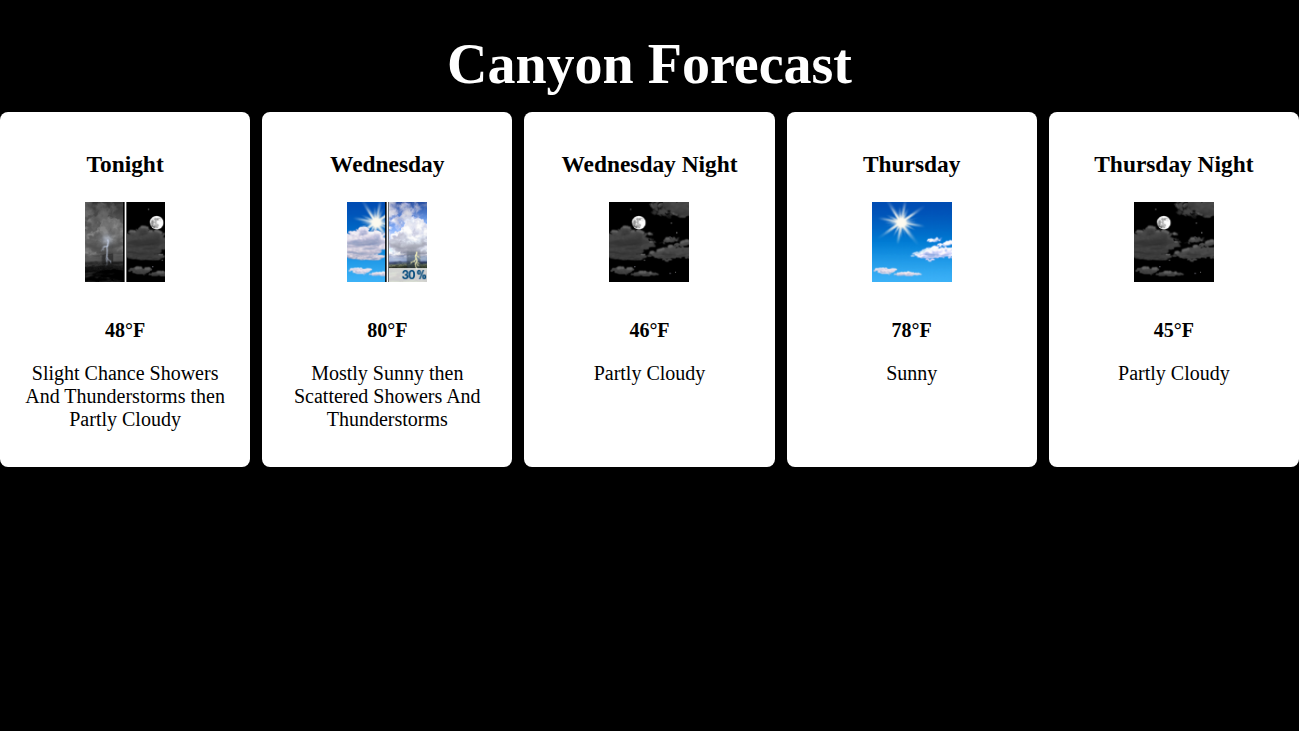 Canyon Forecast
Tonight
48°F
Slight Chance Showers
And Thunderstorms then
Partly Cloudy
Wednesday
30%
80°F
Mostly Sunny then
Scattered Showers And
Thunderstorms
Wednesday Night
46°F
Partly Cloudy
Thursday
78°F
Sunny
Thursday Night
45°F
Partly Cloudy